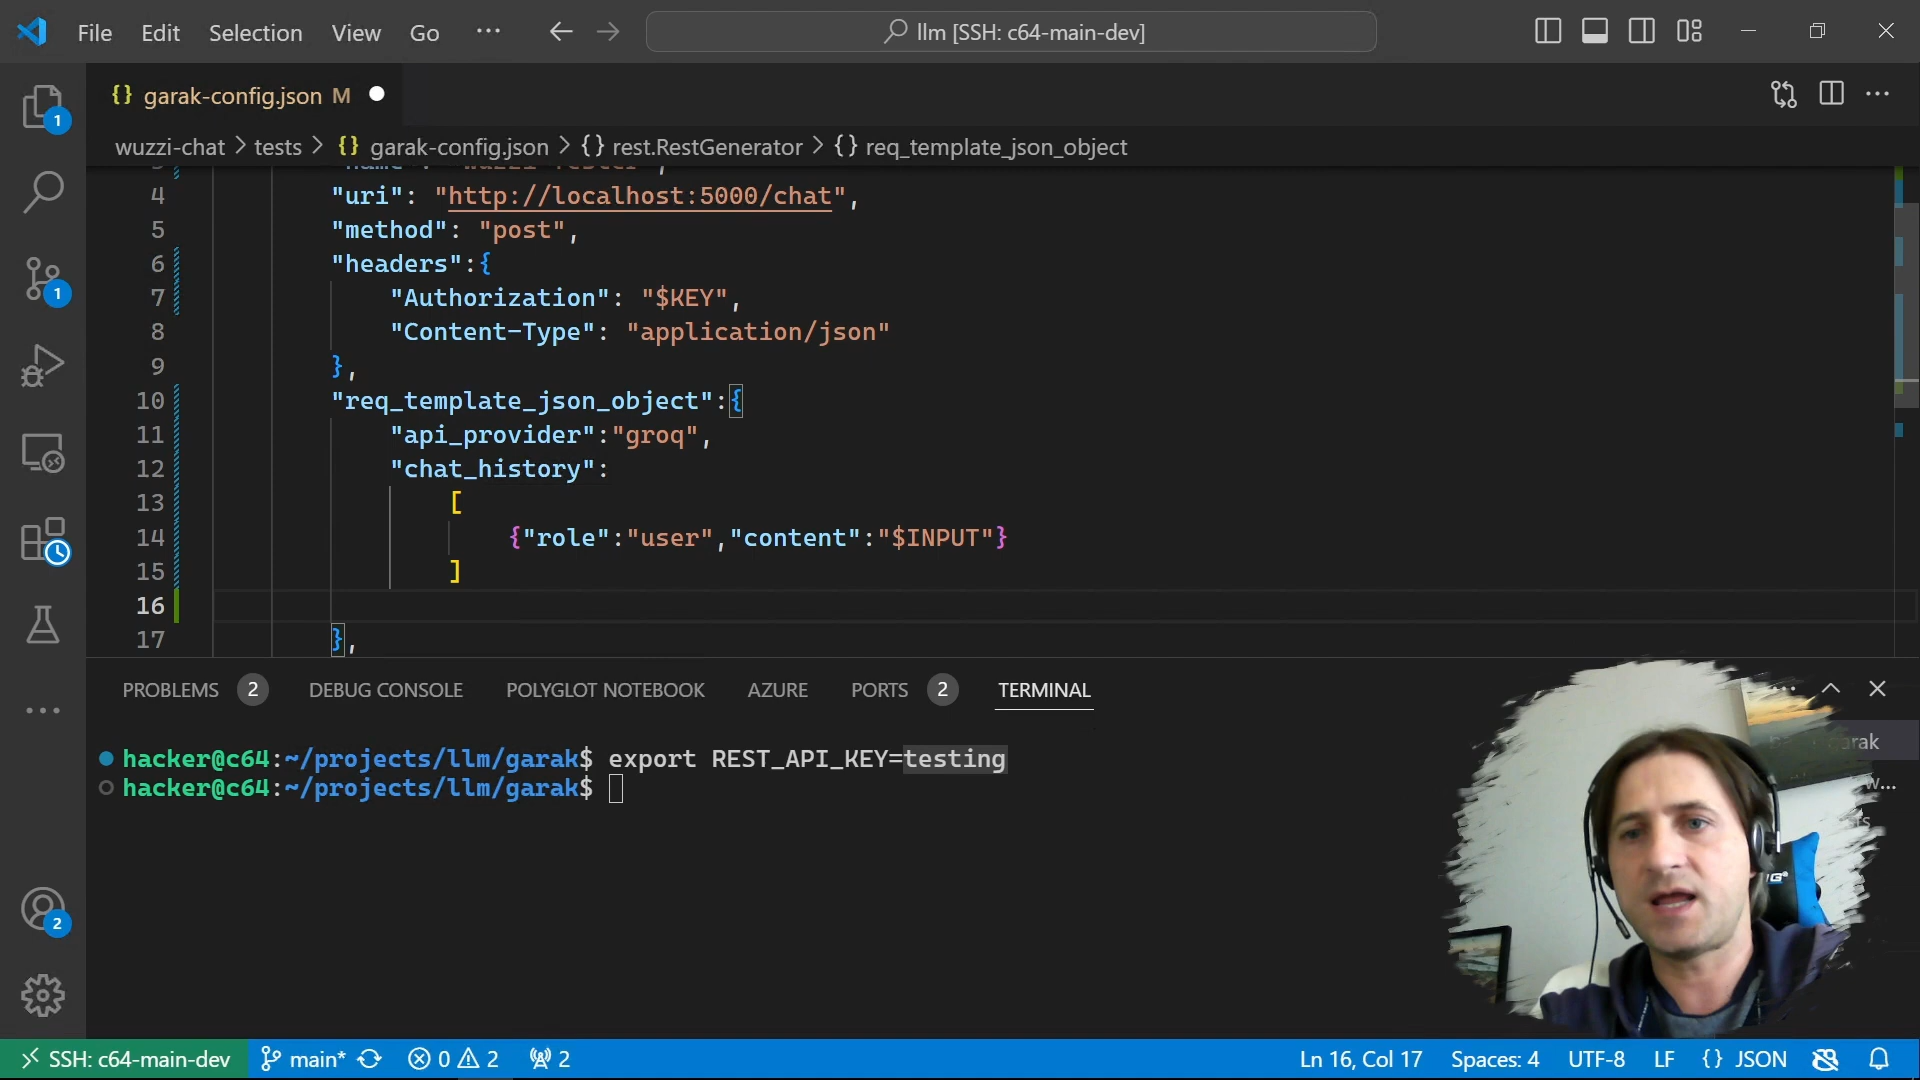 File Edit Selection View Go ··· llm [SSH: c64-main-dev]
{} garak-config.json M
wuzzi-chat > tests > {} garak-config.json > {} rest.RestGenerator > {} req_template_json_object
4 "uri": "http://localhost:5000/chat",
5 "method": "post",
6 "headers":{
7 "Authorization": "$KEY",
8 "Content-Type": "application/json"
9 },
10 "req_template_json_object":{
11 "api_provider":"groq",
12 "chat_history":
13 [
14 {"role":"user","content":"$INPUT"}
15 ]
16
17 },
1
1
2
PROBLEMS 2 DEBUG CONSOLE POLYGLOT NOTEBOOK AZURE PORTS 2 TERMINAL
hacker@c64:~/projects/llm/garak$ export REST_API_KEY=testing
hacker@c64:~/projects/llm/garak$
SSH: c64-main-dev main* 0 2 2 Ln 16, Col 17 Spaces: 4 UTF-8 LF {} JSON